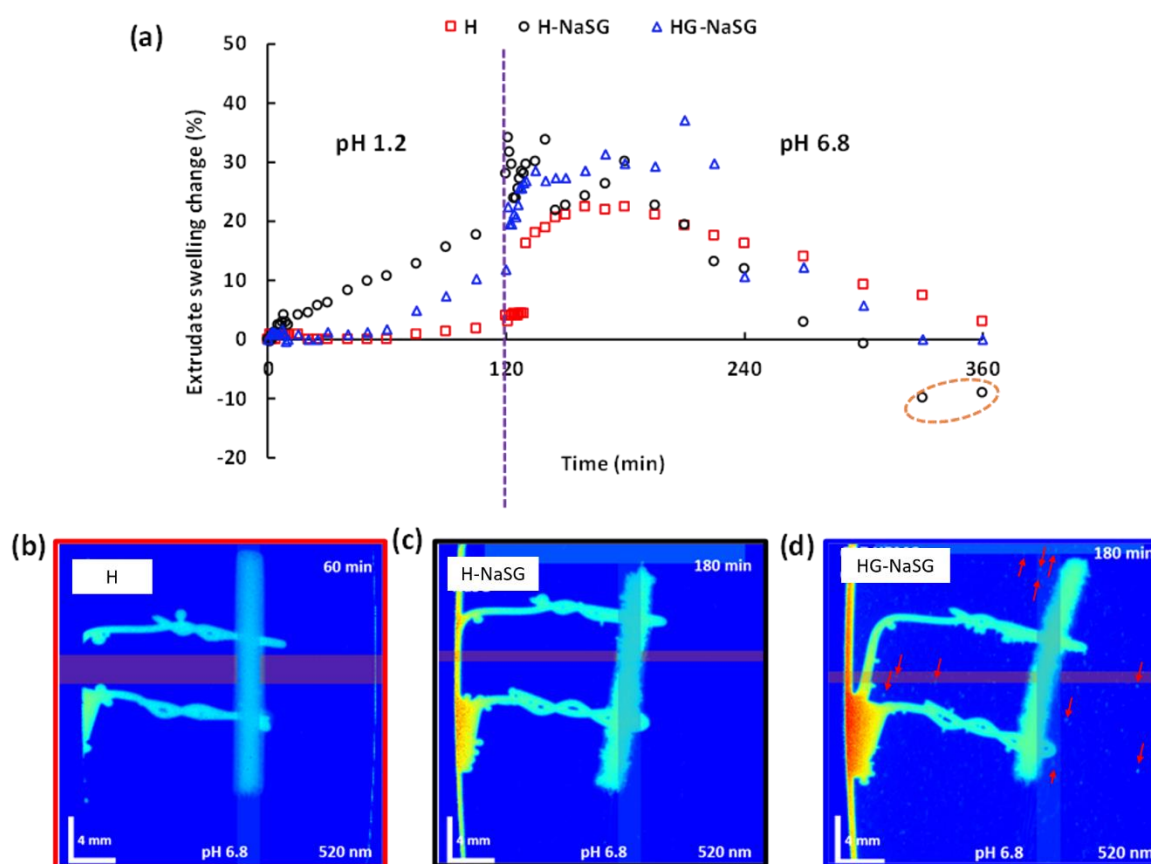 (a)
H
H-NaSG
HG-NaSG
50
40
30
20
10
0
-10
-20
Extrudate swelling change (%)
pH 1.2
pH 6.8
0
120
240
360
Time (min)
(b)
H
60 min
4 mm
pH 6.8
520 nm
(c)
H-NaSG
180 min
4 mm
pH 6.8
520 nm
(d)
HG-NaSG
180 min
4 mm
pH 6.8
520 nm